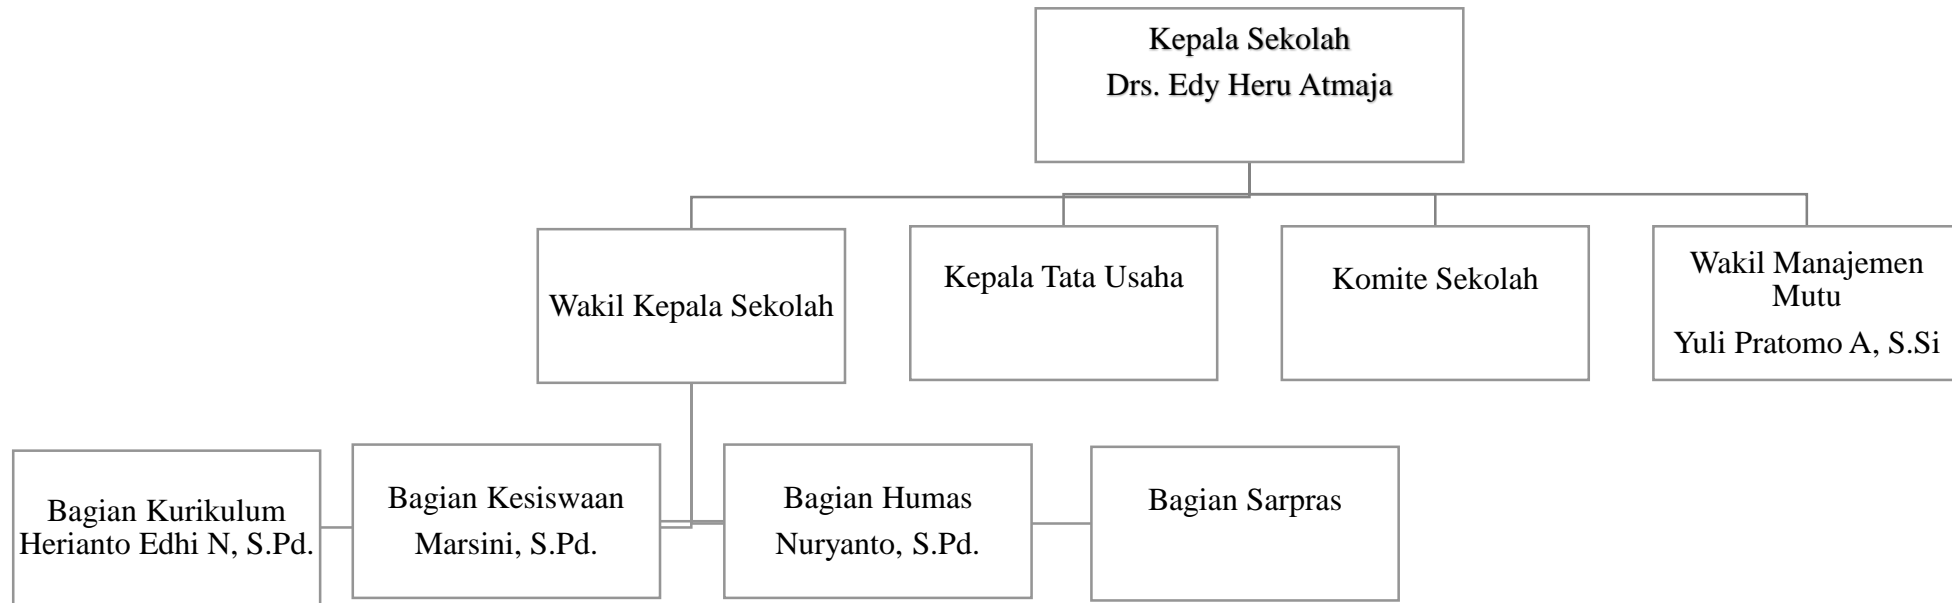 Kepala Sekolah
Drs. Edy Heru Atmaja
Wakil Kepala Sekolah
Kepala Tata Usaha
Komite Sekolah
Wakil Manajemen
Mutu
Yuli Pratomo A, S.Si
Bagian Kurikulum
Herianto Edhi N, S.Pd.
Bagian Kesiswaan
Marsini, S.Pd.
Bagian Humas
Nuryanto, S.Pd.
Bagian Sarpras